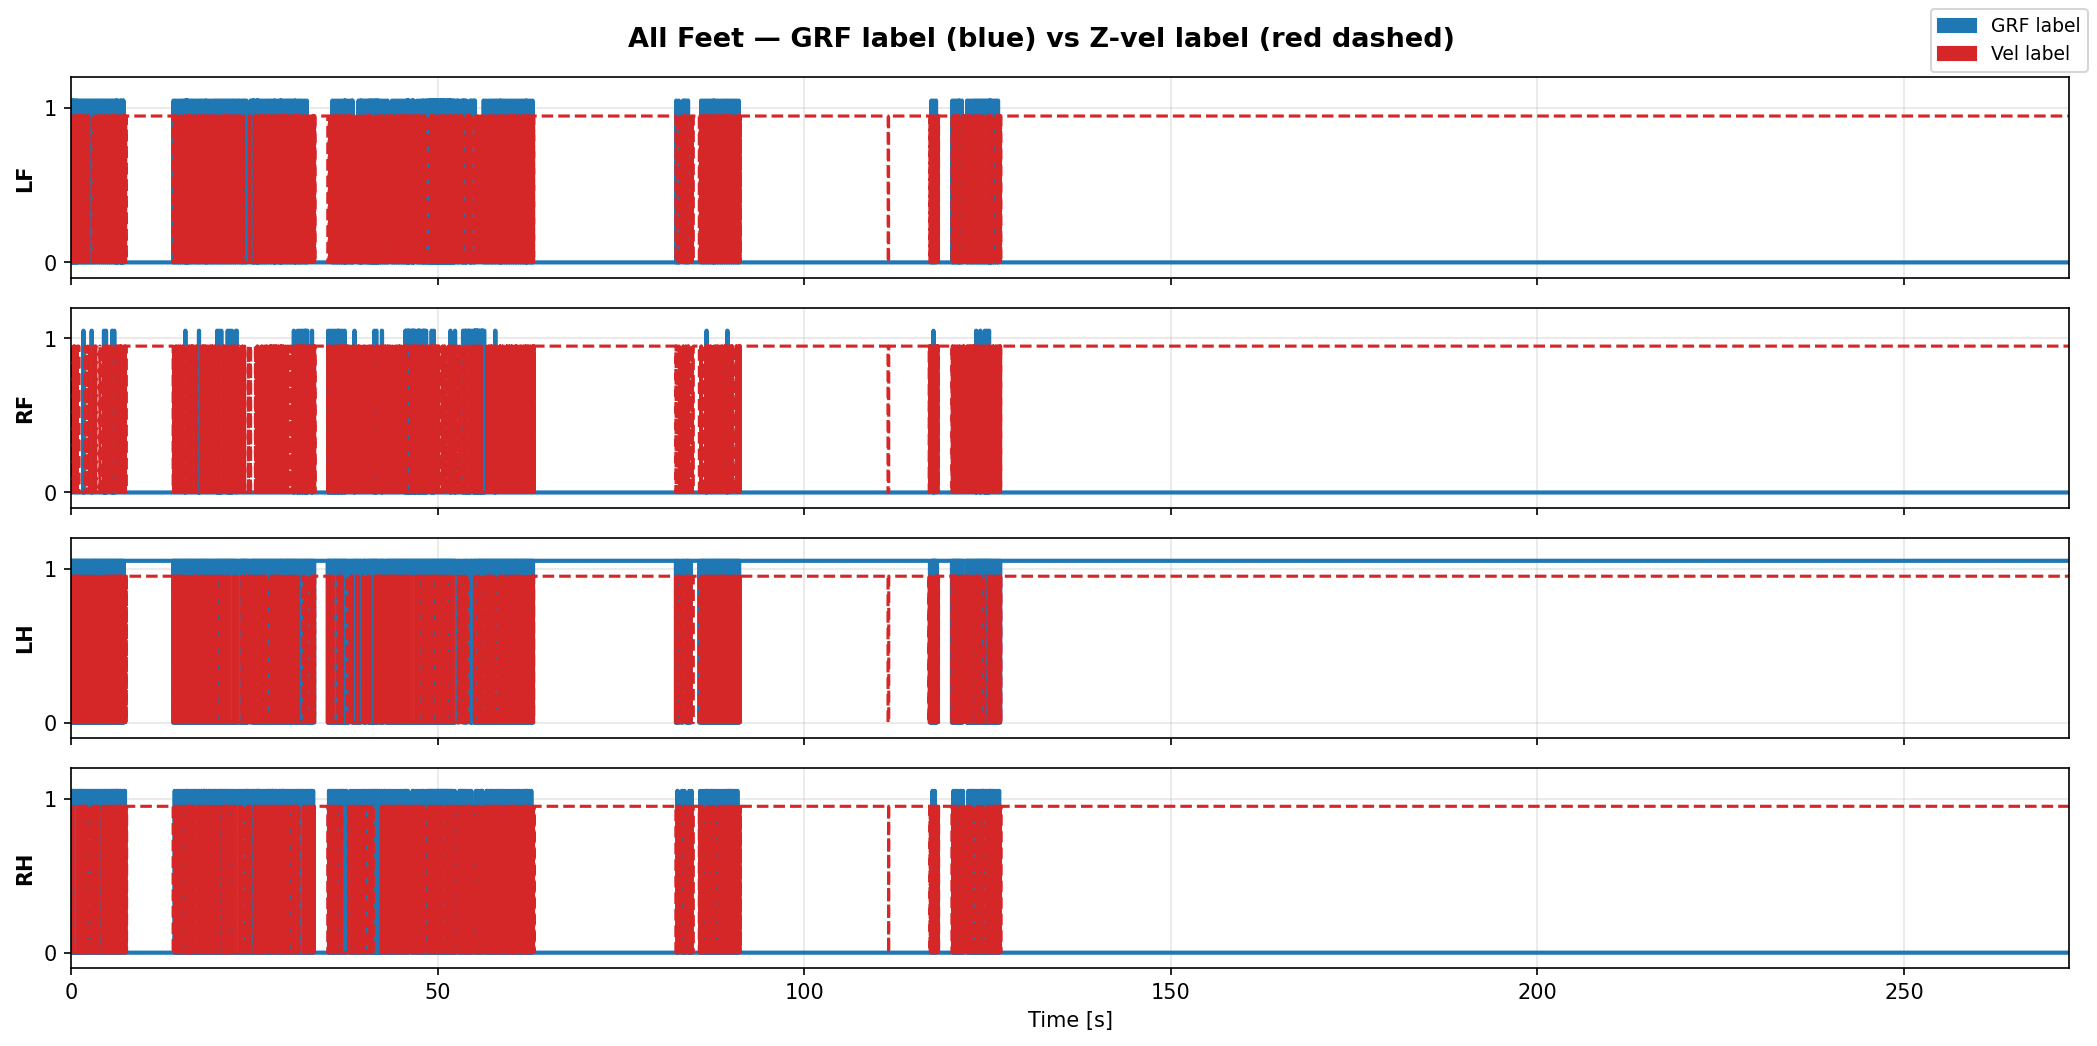 All Feet — GRF label (blue) vs Z-vel label (red dashed)
GRF label
Vel label
1
LF
0
1
RF
0
1
LH
0
1
RH
0
0 50 100 150 200 250
Time [s]